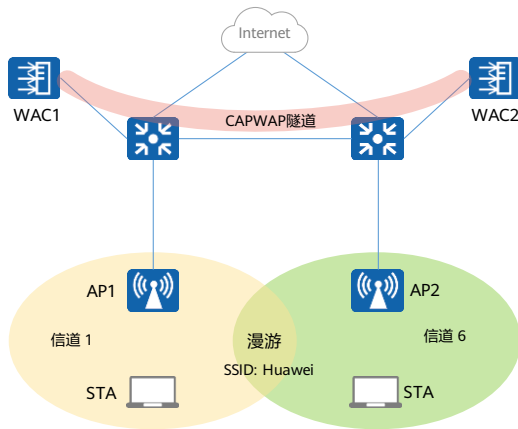 Internet
WAC1
WAC2
CAPWAP隧道
AP1
AP2
信道 1
漫游
信道 6
SSID: Huawei
STA
STA